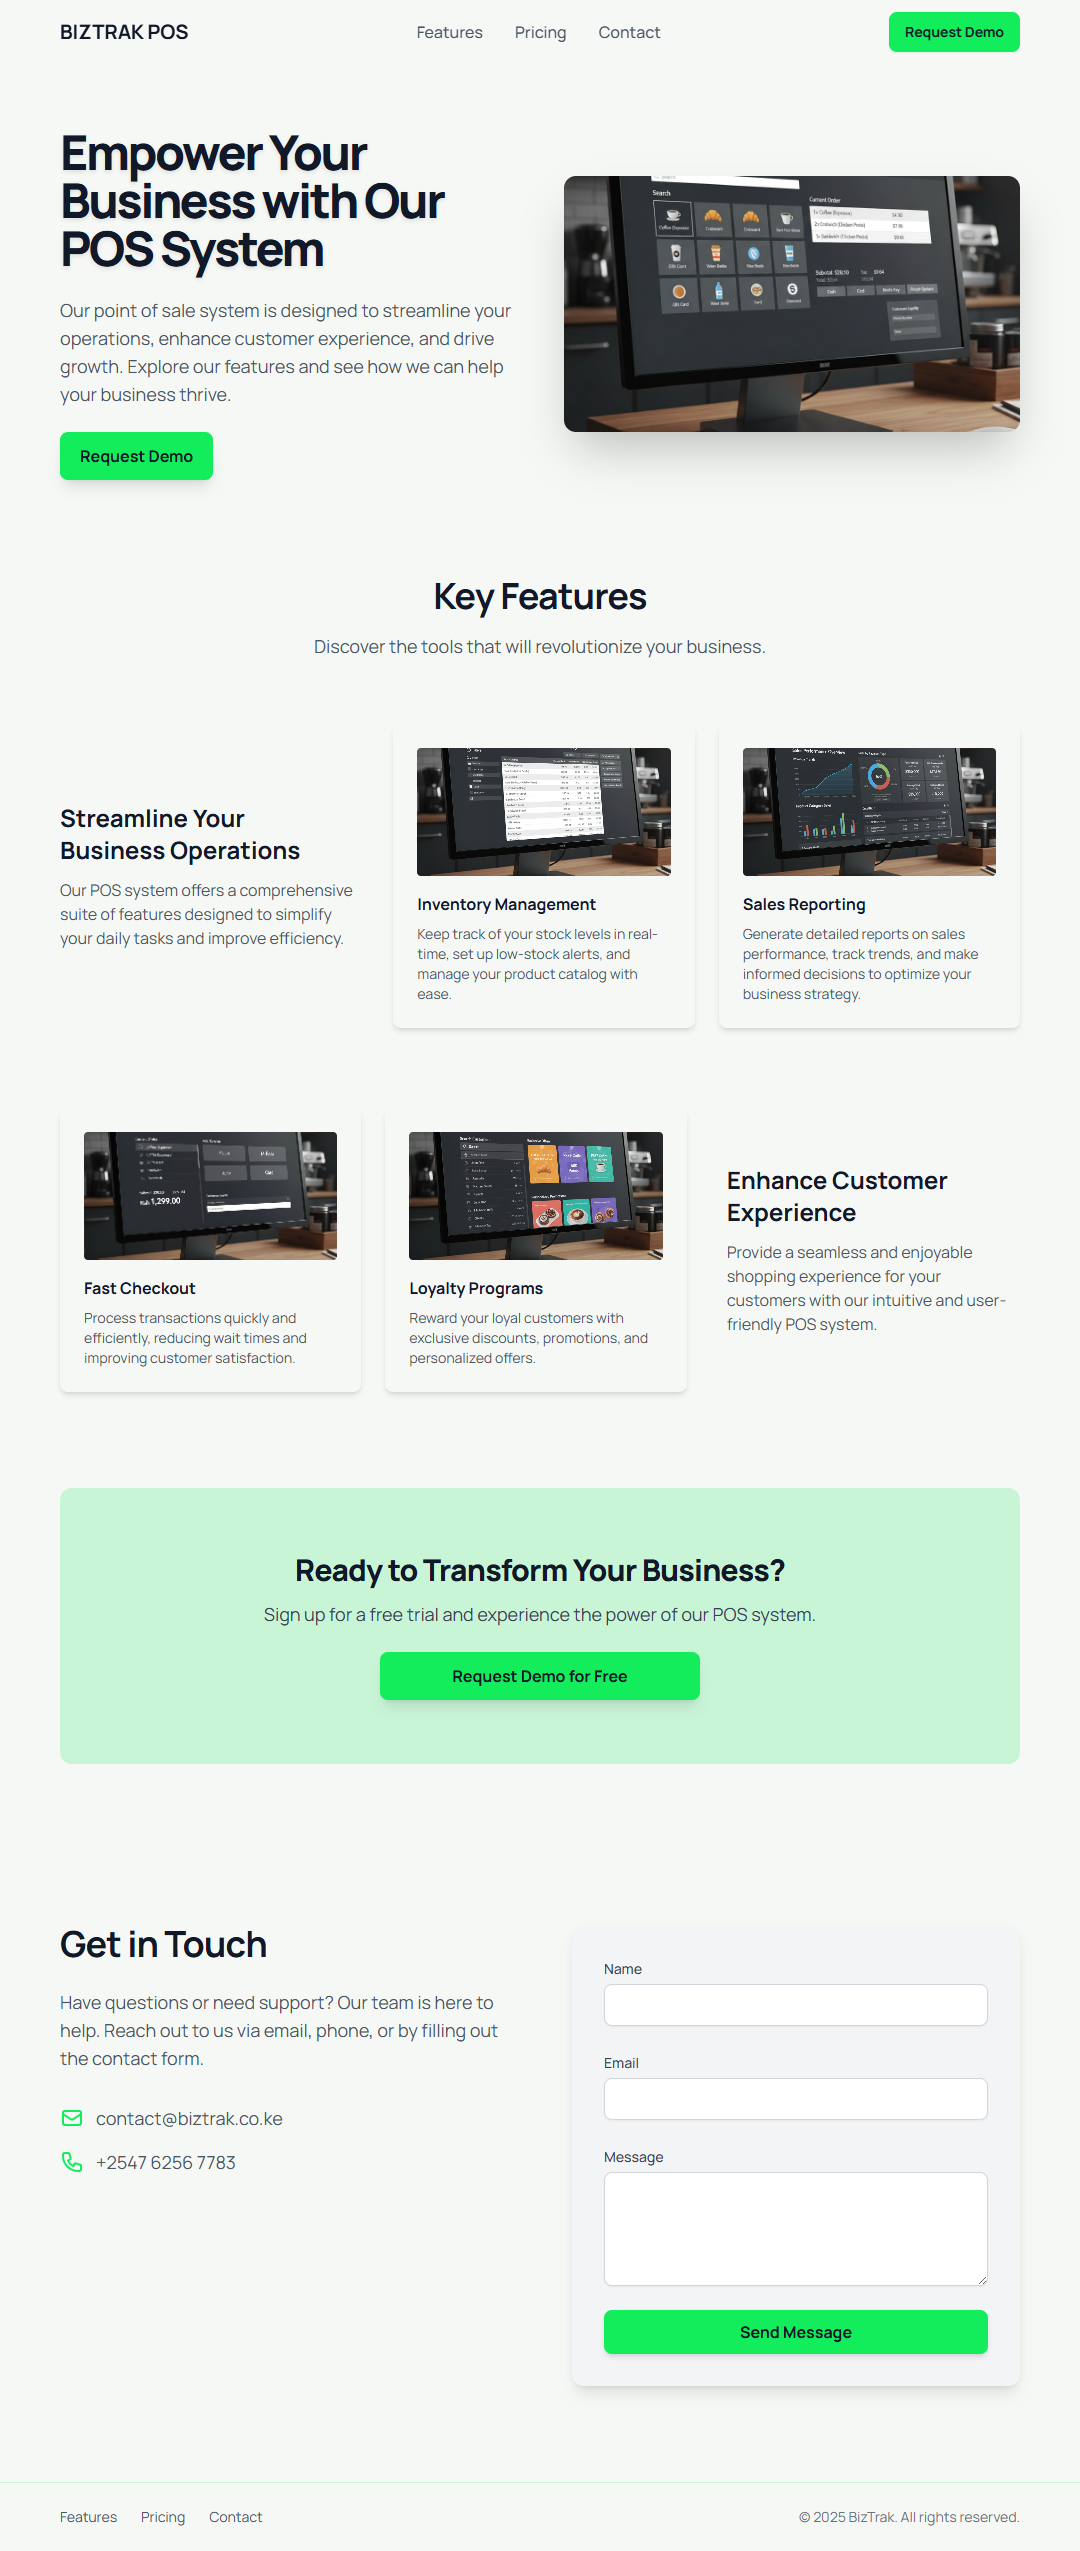 BIZTRAK POS
Features
Pricing
Contact
Request Demo
Empower Your
Business with Our
POS System
Our point of sale system is designed to streamline your
operations, enhance customer experience, and drive
growth. Explore our features and see how we can help
your business thrive.
Request Demo
Search
Current Order
Key Features
Discover the tools that will revolutionize your business.
Streamline Your
Business Operations
Our POS system offers a comprehensive
suite of features designed to simplify
your daily tasks and improve efficiency.
Inventory Management
Keep track of your stock levels in real-
time, set up low-stock alerts, and
manage your product catalog with
ease.
Sales Performance Overview
Sales Reporting
Generate detailed reports on sales
performance, track trends, and make
informed decisions to optimize your
business strategy.
1,299.00
Fast Checkout
Process transactions quickly and
efficiently, reducing wait times and
improving customer satisfaction.
Loyalty Programs
Reward your loyal customers with
exclusive discounts, promotions, and
personalized offers.
Enhance Customer
Experience
Provide a seamless and enjoyable
shopping experience for your
customers with our intuitive and user-
friendly POS system.
Ready to Transform Your Business?
Sign up for a free trial and experience the power of our POS system.
Request Demo for Free
Get in Touch
Have questions or need support? Our team is here to
help. Reach out to us via email, phone, or by filling out
the contact form.
contact@biztrak.co.ke
+2547 6256 7783
Name
Email
Message
Send Message
Features
Pricing
Contact
© 2025 BizTrak. All rights reserved.